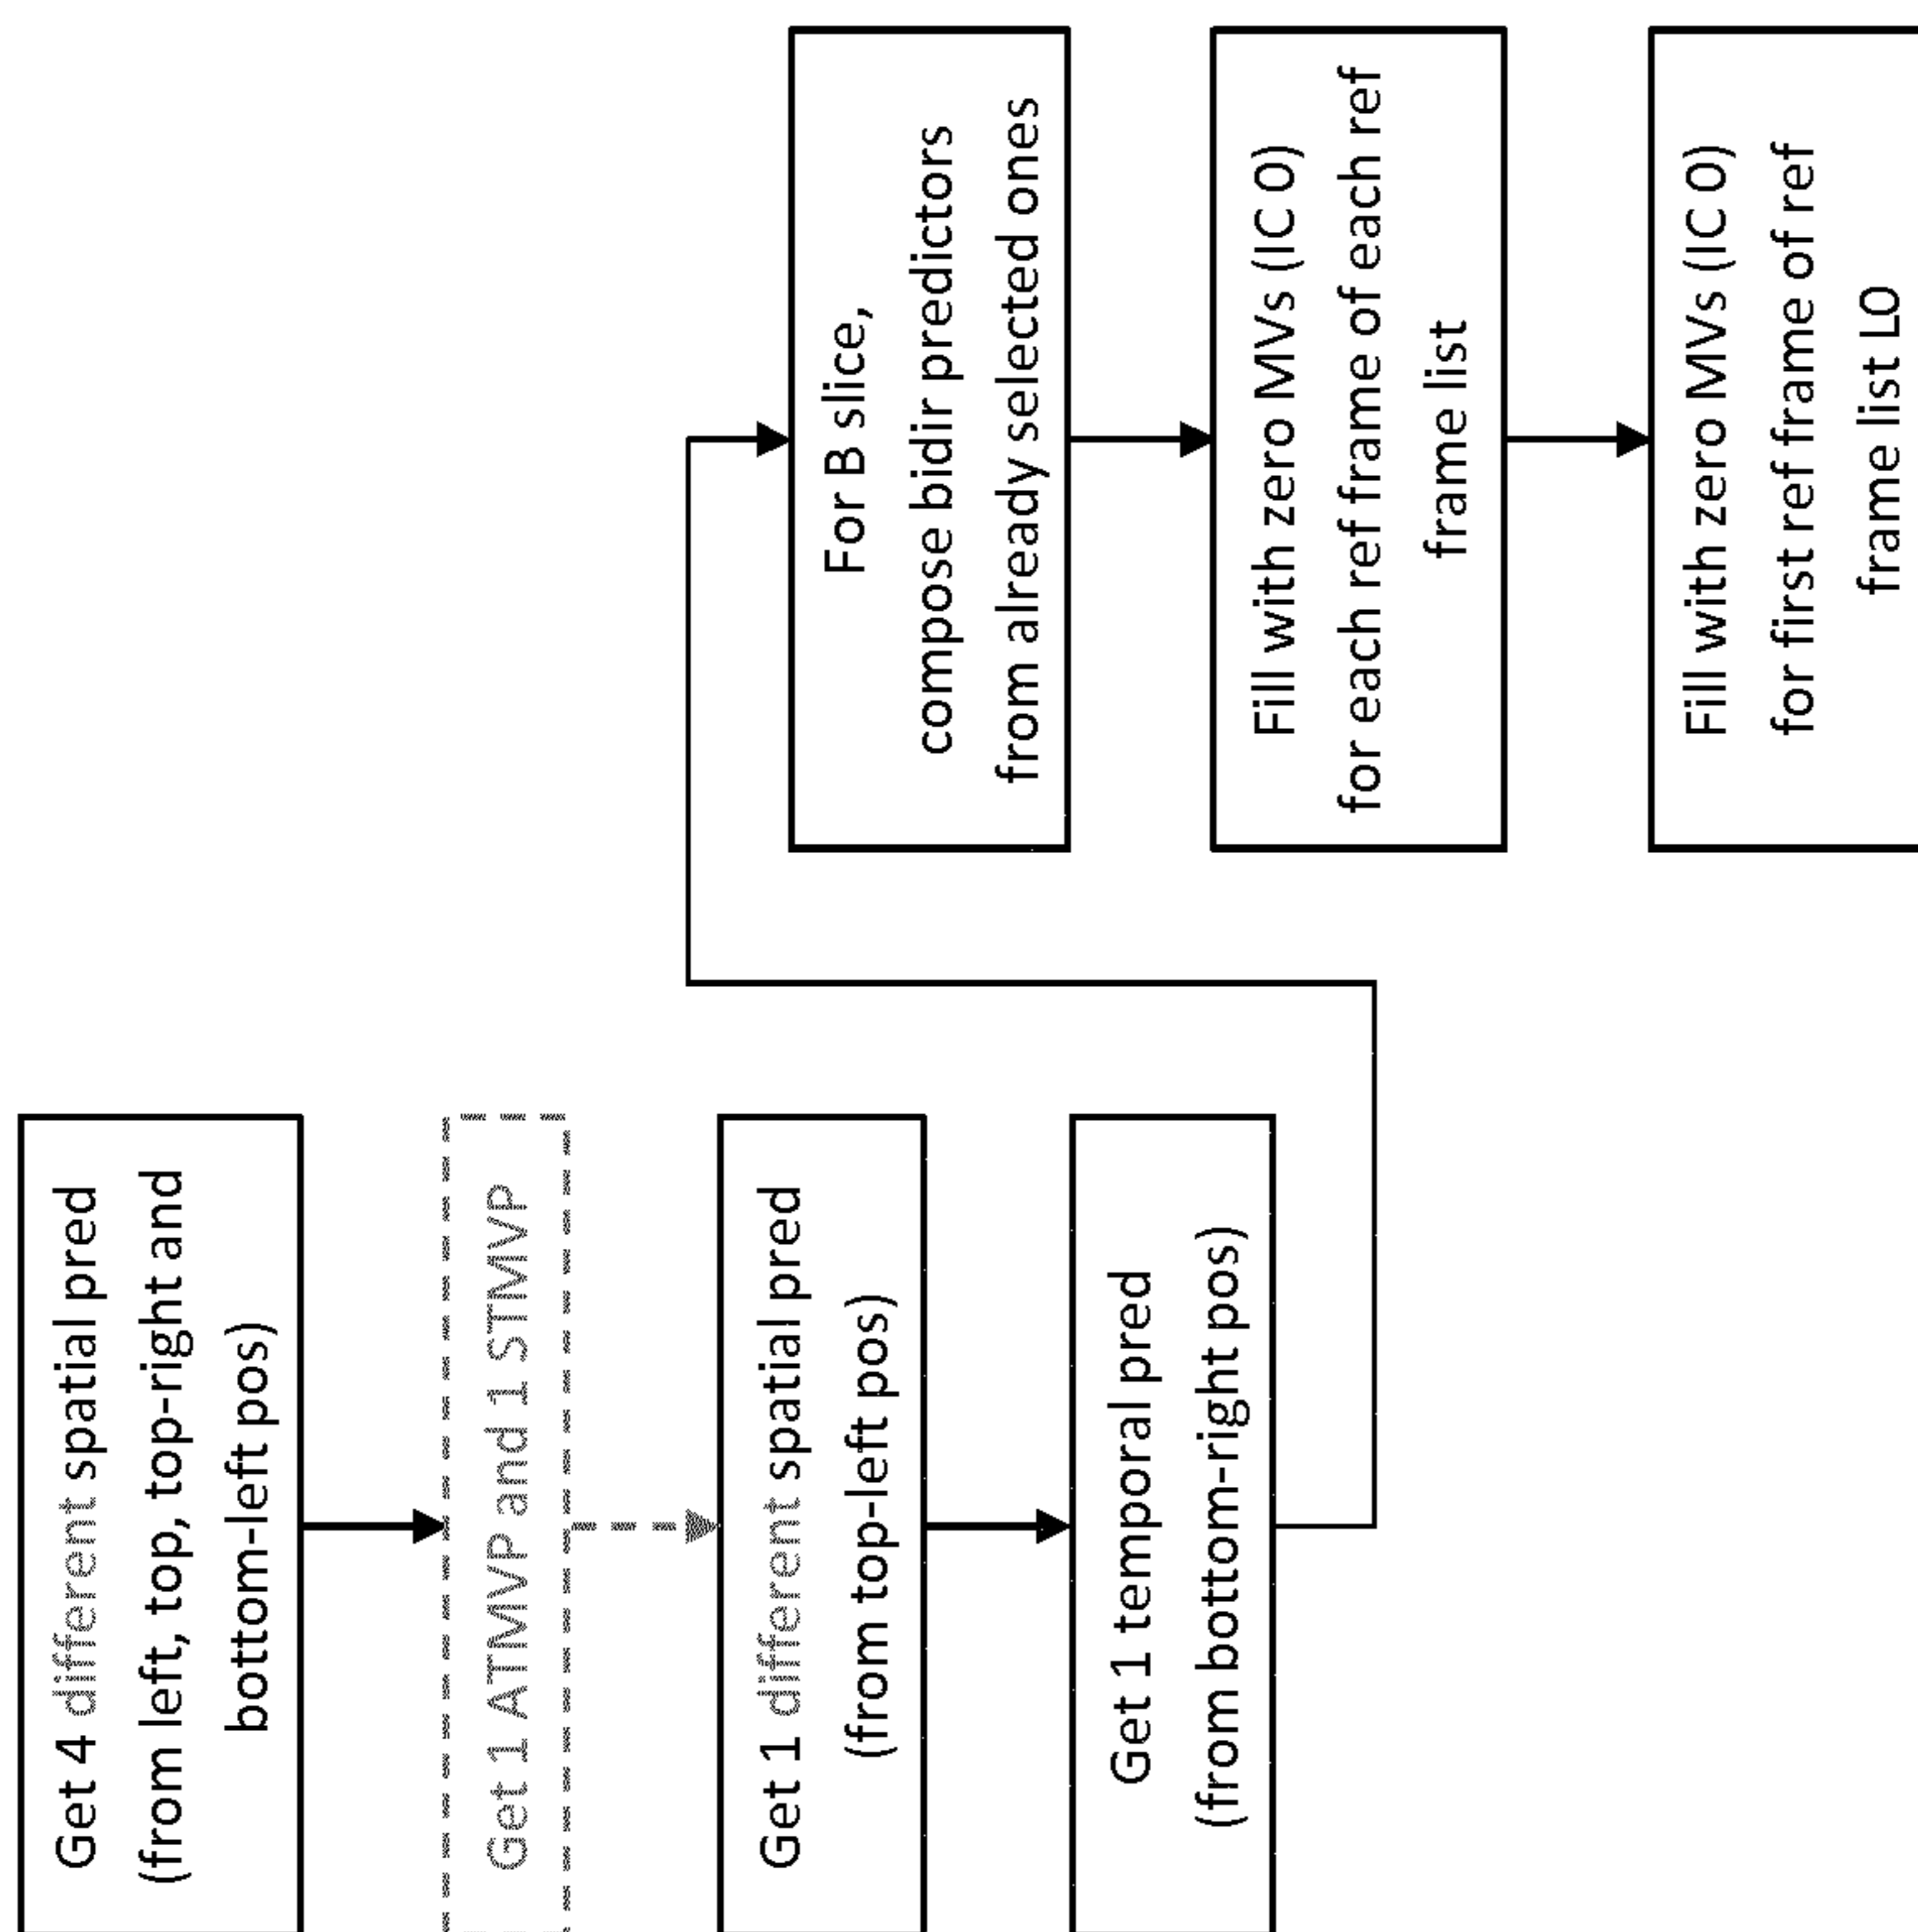 Get 4 different spatial pred
(from left, top, top-right and
bottom-left pos)
Get 1 ATMVP and 1 STMVP
Get 1 different spatial pred
(from top-left pos)
Get 1 temporal pred
(from bottom-right pos)
For B slice,
compose bidir predictors
from already selected ones
Fill with zero MVs (IC 0)
for each ref frame of each ref
frame list
Fill with zero MVs (IC 0)
for first ref frame of ref
frame list L0